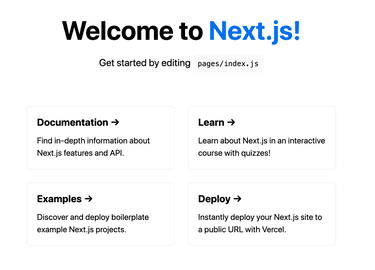 Welcome to Next.js!
Get started by editing pages/index.js
Documentation →
Find in-depth information about
Next.js features and API.
Learn →
Learn about Next.js in an interactive
course with quizzes!
Examples →
Discover and deploy boilerplate
example Next.js projects.
Deploy →
Instantly deploy your Next.js site to
a public URL with Vercel.